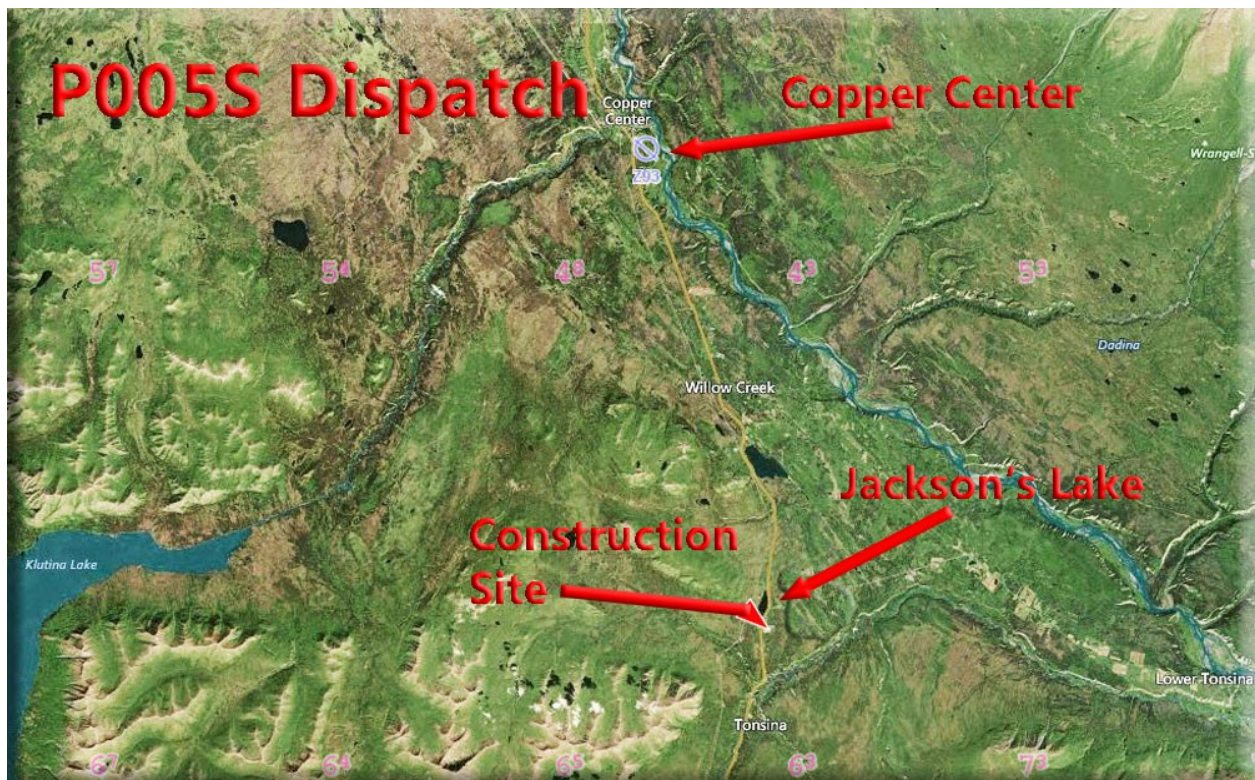 P005S Dispatch
Copper Center
Copper
Center
Z93
Wrangell-S
5⁷ 5⁴ 4⁸ 4³ 5³
Dadina
Willow Creek
Jackson's Lake
Construction
Site
Klutina Lake
Lower Tonsina
Tonsina
6⁷ 6⁴ 6⁵ 6³ 7³